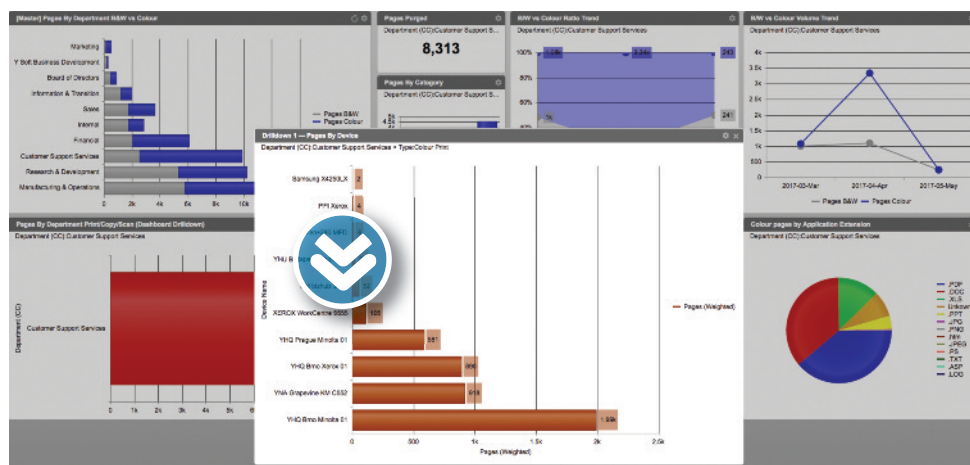 [Master] Pages By Department B&W vs Colour
Marketing
Y Soft Business Development
Board of Directors
Information & Transition
Sales
Internal
Financial
Customer Support Services
Research & Development
Manufacturing & Operations
0 2k 4k 6k 8k 10k
Pages B&W
Pages Colour
Pages Purged
Department (CC):Customer Support S...
8,313
Pages By Category
Department (CC):Customer Support S...
B/W vs Colour Ratio Trend
Department (CC):Customer Support Services
100%
90%
80%
243
241
B/W vs Colour Volume Trend
Department (CC):Customer Support Services
4k
3.5k
3k
2.5k
2k
1.5k
1k
500
0
2017-03-Mar 2017-04-Apr 2017-05-May
Pages B&W Pages Colour
Drilldown 1 — Pages By Device
Department (CC):Customer Support Services + Type:Colour Print
Device Name
Samsung X4250LX 2
PPI Xerox 4
XEROX WorkCentre 5655 105
YHQ Prague Minolta 01
YHQ Brno Xerox 01
YNA Grapevine KM C552
YHQ Brno Minolta 01 1.99k
0 500 1k 1.5k 2k 2.5k
Pages (Weighted)
Pages (Weighted)
Pages By Department Print/Copy/Scan (Dashboard Drilldown)
Department (CC):Customer Support Services
Department (CC)
Customer Support Services
0 1k 2k 3k 4k 5k
Colour pages by Application Extension
Department (CC):Customer Support Services
.PDF
.DOC
.XLS
Unknown
.PPT
.JPG
.PNG
.htm
.JPEG
.PS
.TXT
.ASP
.LOG